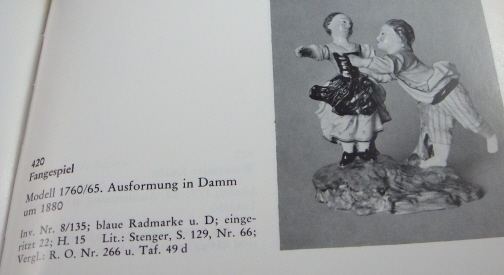 420
Fangespiel
Modell 1760/65. Ausformung in Damm
um 1880
Inv. Nr. 8/135; blaue Radmarke u. D; einge-
ritzt 22; H. 15 Lit.: Stenger, S. 129, Nr. 66;
Vergl.: R. O. Nr. 266 u. Taf. 49 d